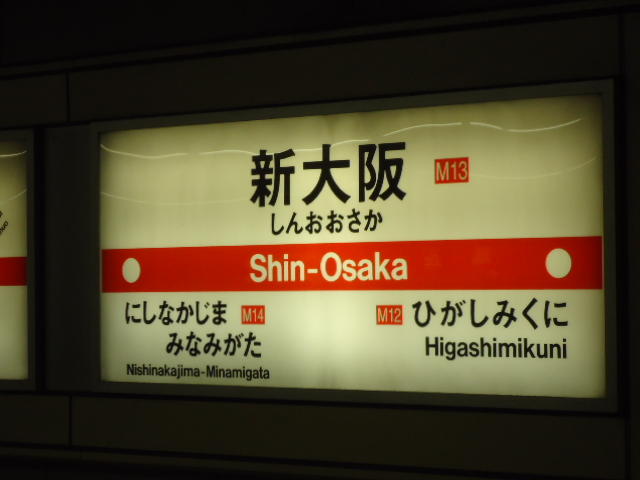 新大阪 M13
しんおおさか
Shin-Osaka
にしなかじま M14
みなみがた
Nishinakajima-Minamigata
M12 ひがしみくに
Higashimikuni